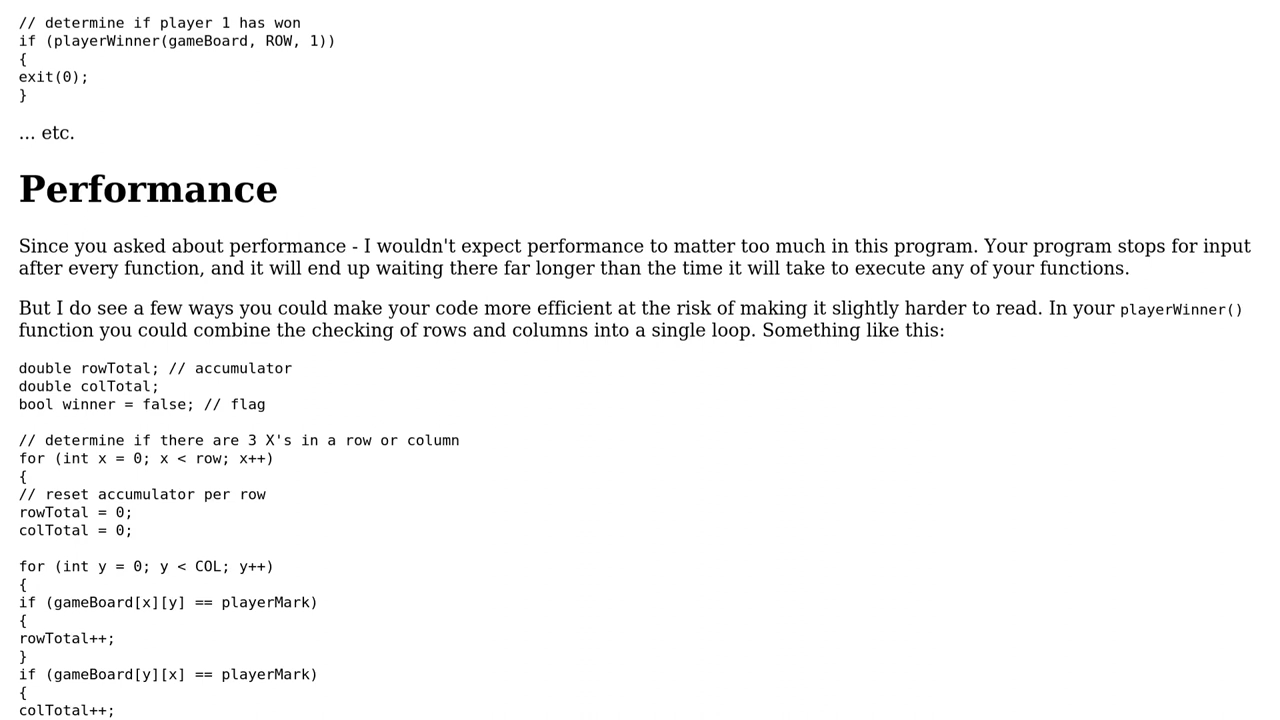 // determine if player 1 has won
if (playerWinner(gameBoard, ROW, 1))
{
exit(0);
}
... etc.
Performance
Since you asked about performance - I wouldn't expect performance to matter too much in this program. Your program stops for input
after every function, and it will end up waiting there far longer than the time it will take to execute any of your functions.
But I do see a few ways you could make your code more efficient at the risk of making it slightly harder to read. In your playerWinner()
function you could combine the checking of rows and columns into a single loop. Something like this:
double rowTotal; // accumulator
double colTotal;
bool winner = false; // flag
// determine if there are 3 X's in a row or column
for (int x = 0; x < row; x++)
{
// reset accumulator per row
rowTotal = 0;
colTotal = 0;
for (int y = 0; y < COL; y++)
{
if (gameBoard[x][y] == playerMark)
{
rowTotal++;
}
if (gameBoard[y][x] == playerMark)
{
colTotal++;